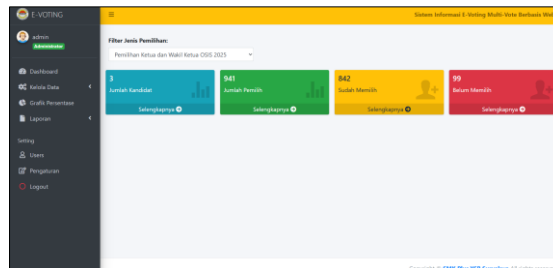 E-VOTING
Sistem Informasi E-Voting Multi-Vote Berbasis Web
admin
Administrator
Filter Jenis Pemilihan:
Pemilihan Ketua dan Wakil Ketua OSIS 2025
Dashboard
Kelola Data
Grafik Persentase
Laporan
3
Jumlah Kandidat
Selengkapnya
941
Jumlah Pemilih
Selengkapnya
842
Sudah Memilih
Selengkapnya
99
Belum Memilih
Selengkapnya
Setting
Users
Pengaturan
Logout